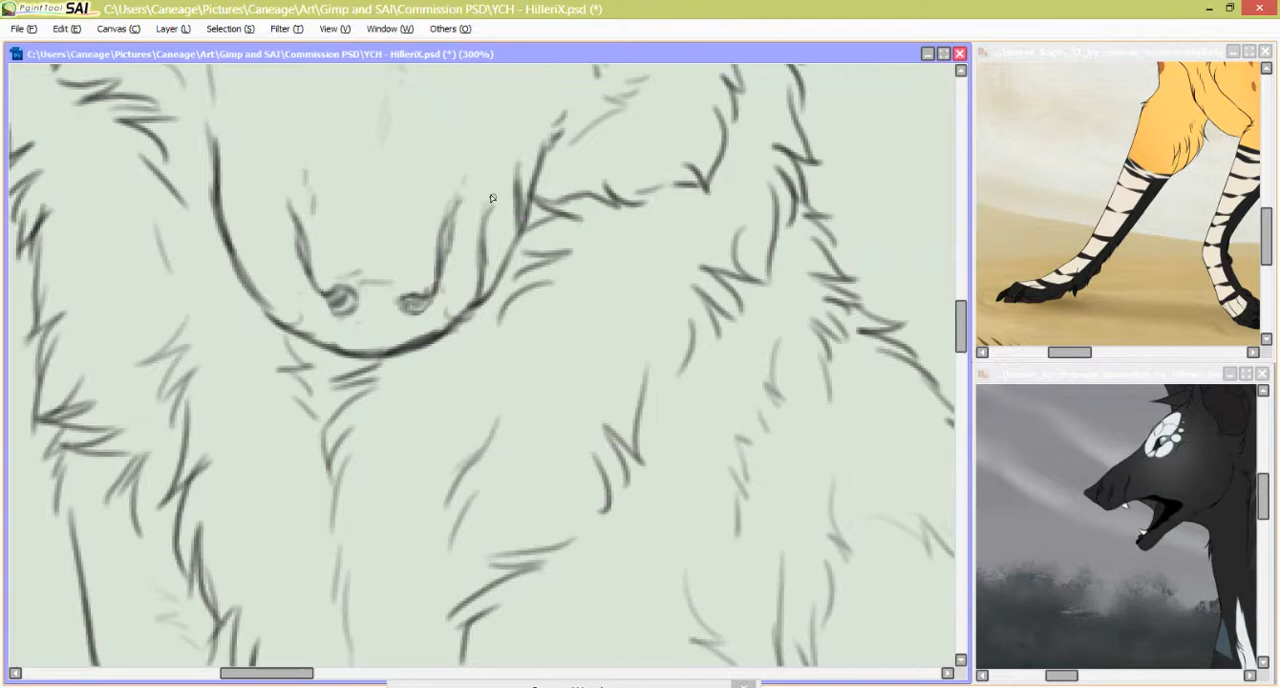 PaintTool SAI C:\Users\Caneage\Pictures\Caneage\Art\Gimp and SAI\Commission PSD\YCH - HilleriX.psd (*)
File (F) Edit (E) Canvas (C) Layer (L) Selection (S) Filter (T) View (V) Window (W) Others (O)
C:\Users\Caneage\Pictures\Caneage\Art\Gimp and SAI\Commission PSD\YCH - HilleriX.psd (*) (300%)